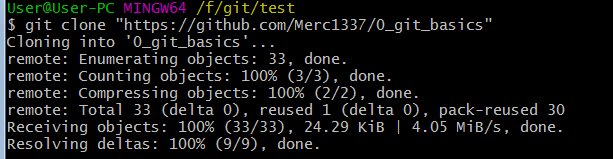 User@User-PC MINGW64 /f/git/test
$ git clone "https://github.com/Merc1337/0_git_basics"
Cloning into '0_git_basics'...
remote: Enumerating objects: 33, done.
remote: Counting objects: 100% (3/3), done.
remote: Compressing objects: 100% (2/2), done.
remote: Total 33 (delta 0), reused 1 (delta 0), pack-reused 30
Receiving objects: 100% (33/33), 24.29 KiB | 4.05 MiB/s, done.
Resolving deltas: 100% (9/9), done.